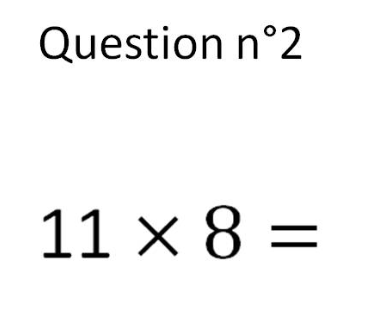 Question n°2
11 × 8 =